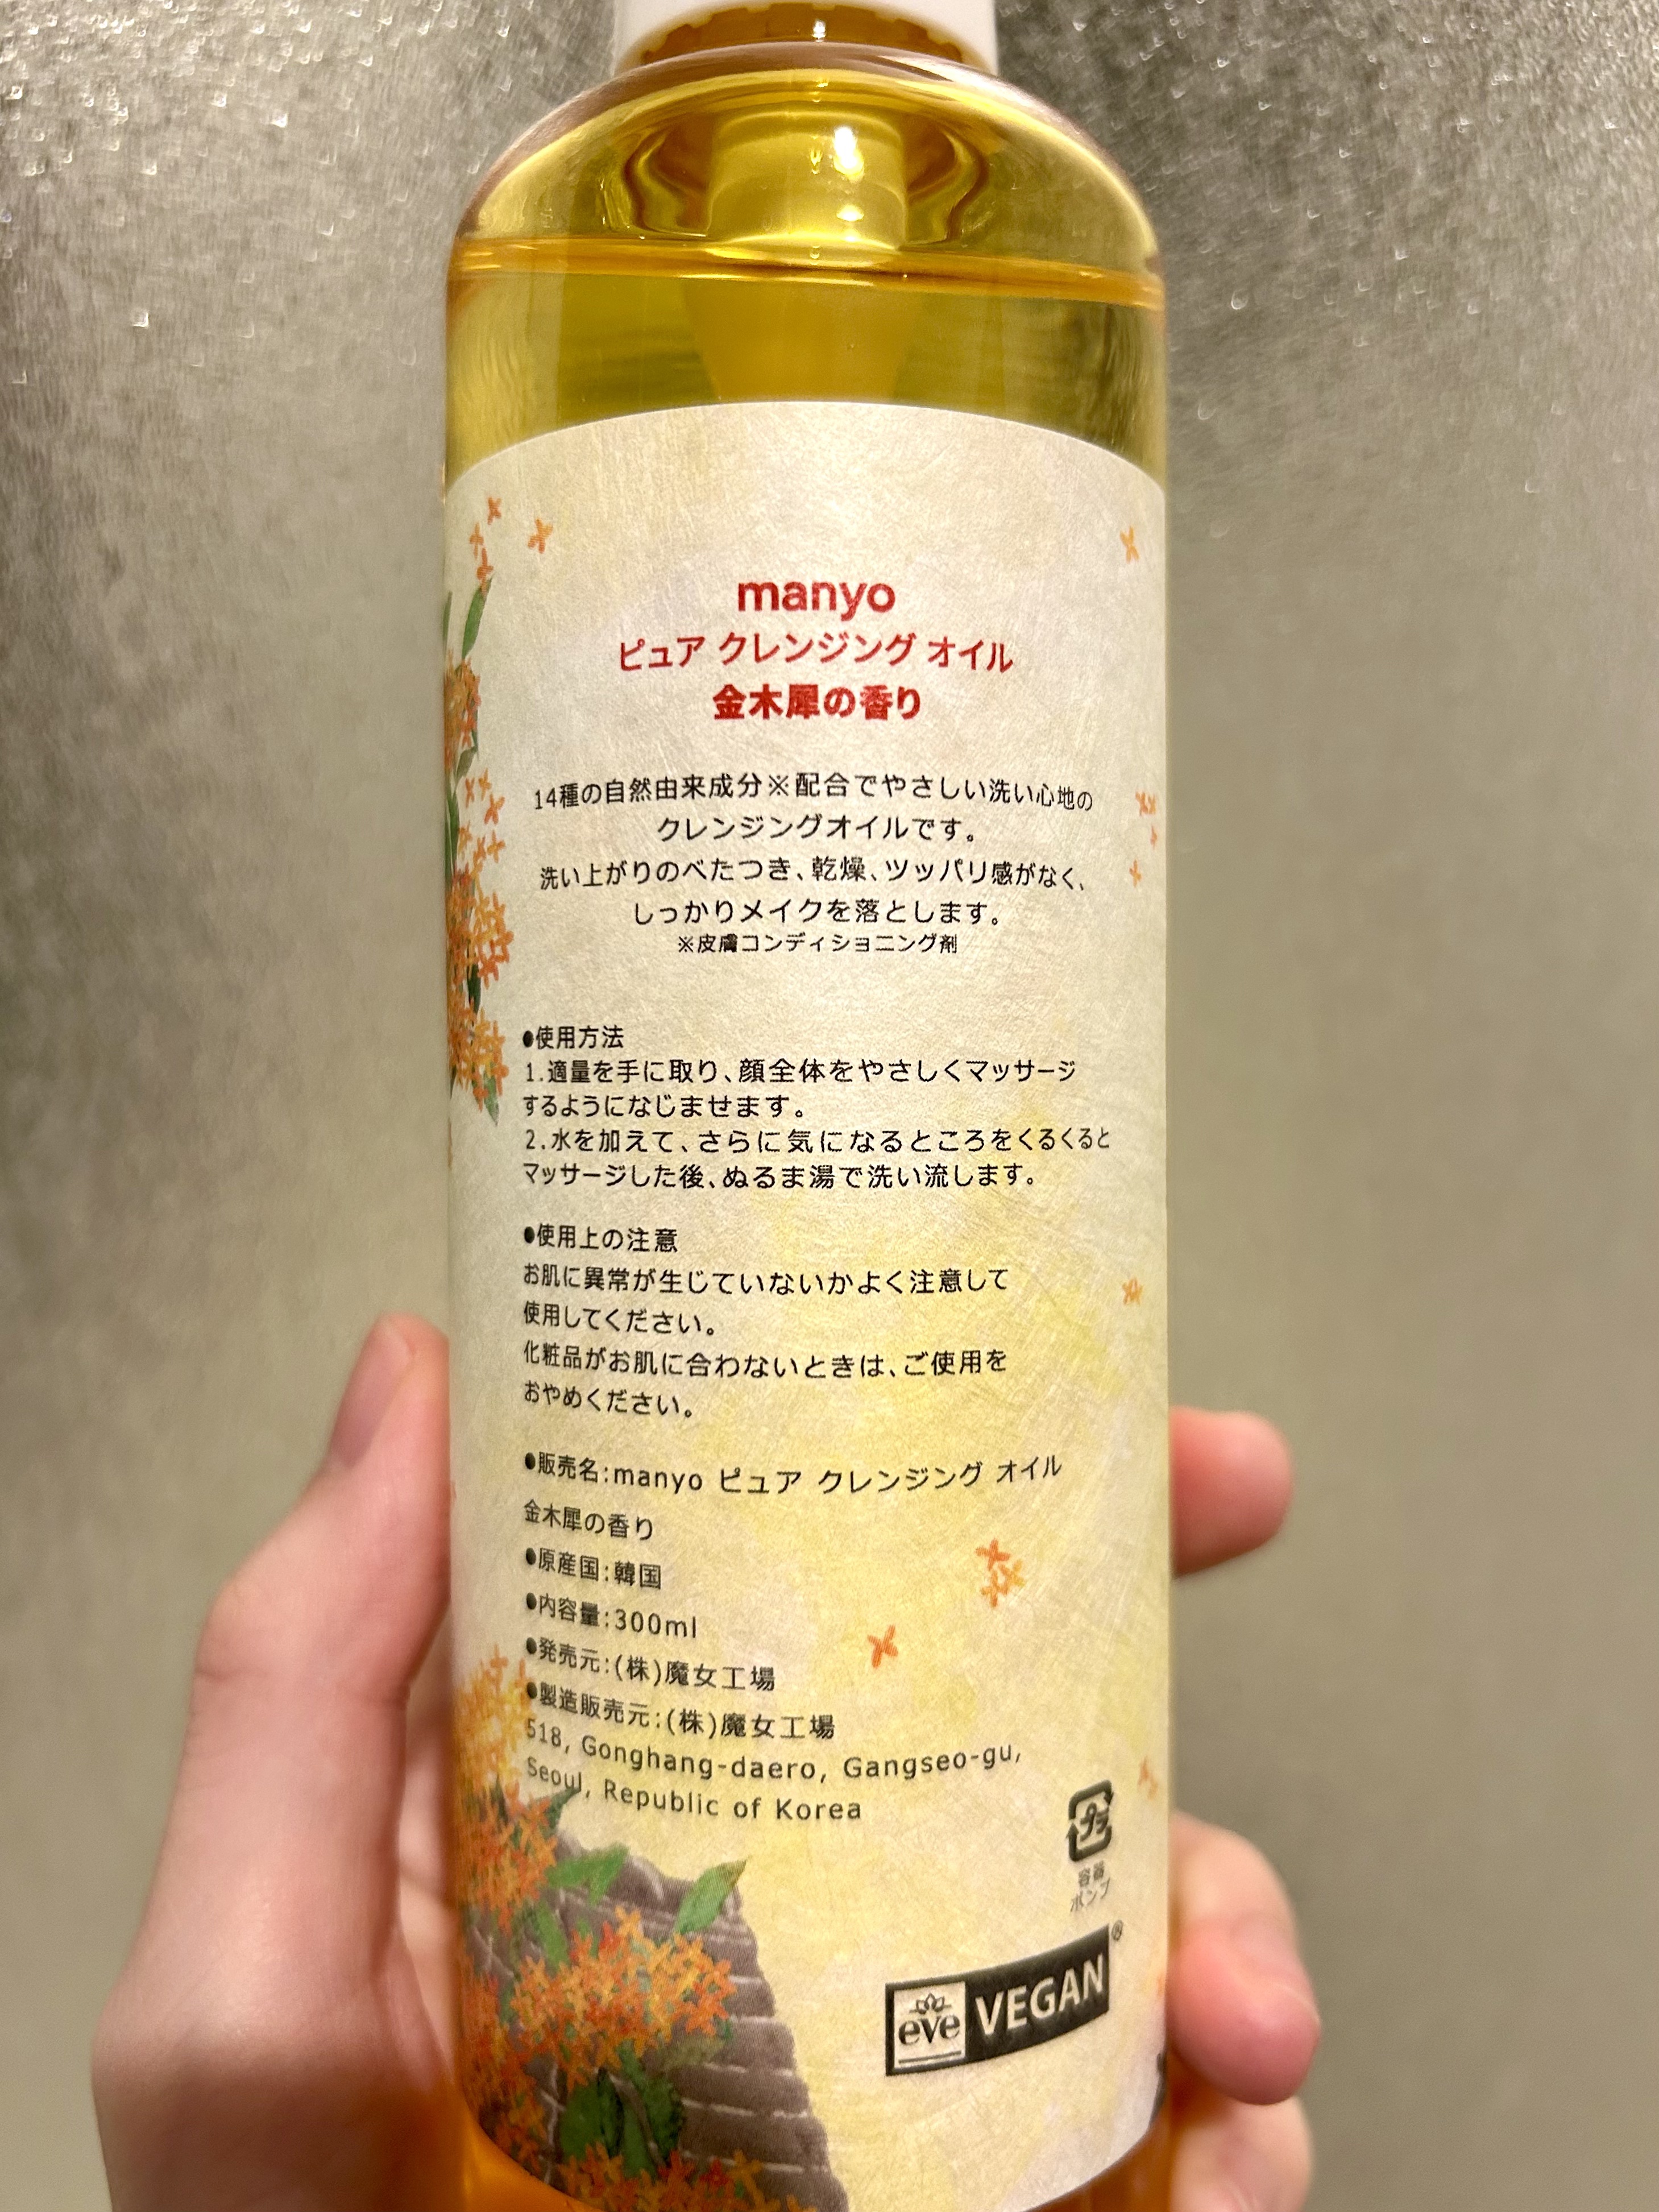 manyo
ピュア クレンジング オイル
金木犀の香り
14種の自然由来成分※配合でやさしい洗い心地の
クレンジングオイルです。
洗い上がりのべたつき、乾燥、ツッパリ感がなく、
しっかりメイクを落とします。
※皮膚コンディショニング剤
●使用方法
1.適量を手に取り、顔全体をやさしくマッサージ
するようになじませます。
2.水を加えて、さらに気になるところをくるくると
マッサージした後、ぬるま湯で洗い流します。
●使用上の注意
お肌に異常が生じていないかよく注意して
使用してください。
化粧品がお肌に合わないときは、ご使用を
おやめください。
●販売名:manyo ピュア クレンジング オイル
金木犀の香り
●原産国:韓国
●内容量:300ml
●発売元:(株)魔女工場
●製造販売元:(株)魔女工場
518, Gonghang-daero, Gangseo-gu,
Seoul, Republic of Korea
プラ
容器
ポンプ
eve VEGAN®